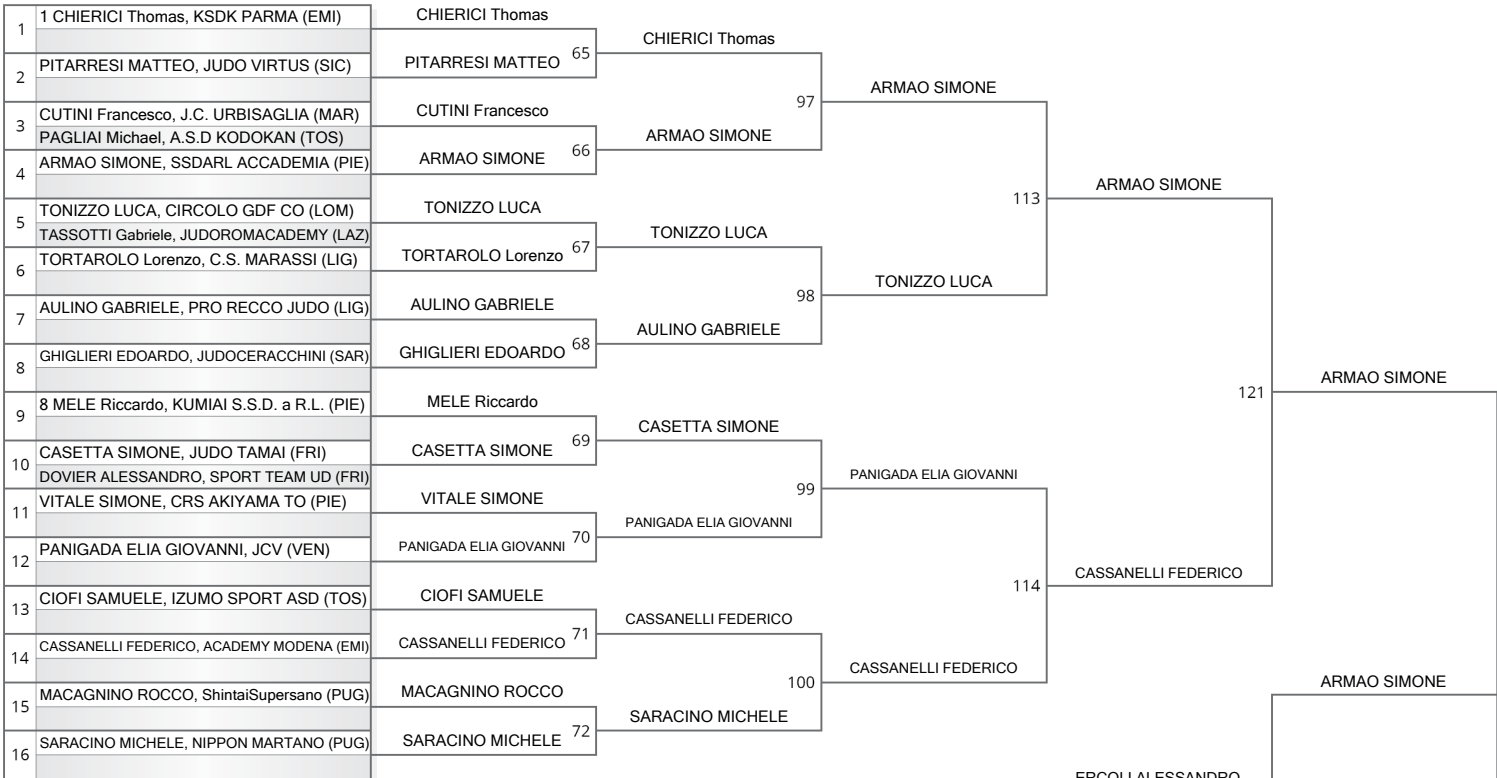 1 1 CHIERICI Thomas, KSDK PARMA (EMI)
2 PITARRESI MATTEO, JUDO VIRTUS (SIC)
3 CUTINI Francesco, J.C. URBISAGLIA (MAR)
PAGLIAI Michael, A.S.D KODOKAN (TOS)
4 ARMAO SIMONE, SSDARL ACCADEMIA (PIE)
5 TONIZZO LUCA, CIRCOLO GDF CO (LOM)
TASSOTTI Gabriele, JUDOROMACADEMY (LAZ)
6 TORTAROLO Lorenzo, C.S. MARASSI (LIG)
7 AULINO GABRIELE, PRO RECCO JUDO (LIG)
8 GHIGLIERI EDOARDO, JUDOCERACCHINI (SAR)
9 8 MELE Riccardo, KUMIAI S.S.D. a R.L. (PIE)
10 CASETTA SIMONE, JUDO TAMAI (FRI)
DOVIER ALESSANDRO, SPORT TEAM UD (FRI)
11 VITALE SIMONE, CRS AKIYAMA TO (PIE)
12 PANIGADA ELIA GIOVANNI, JCV (VEN)
13 CIOFI SAMUELE, IZUMO SPORT ASD (TOS)
14 CASSANELLI FEDERICO, ACADEMY MODENA (EMI)
15 MACAGNINO ROCCO, ShintaiSupersano (PUG)
16 SARACINO MICHELE, NIPPON MARTANO (PUG)
CHIERICI Thomas
65
PITARRESI MATTEO
CUTINI Francesco
66
ARMAO SIMONE
TONIZZO LUCA
67
TORTAROLO Lorenzo
AULINO GABRIELE
68
GHIGLIERI EDOARDO
MELE Riccardo
69
CASETTA SIMONE
VITALE SIMONE
70
PANIGADA ELIA GIOVANNI
CIOFI SAMUELE
71
CASSANELLI FEDERICO
MACAGNINO ROCCO
72
SARACINO MICHELE
CHIERICI Thomas
97
ARMAO SIMONE
TONIZZO LUCA
98
AULINO GABRIELE
CASETTA SIMONE
99
PANIGADA ELIA GIOVANNI
CASSANELLI FEDERICO
100
SARACINO MICHELE
ARMAO SIMONE
113
TONIZZO LUCA
PANIGADA ELIA GIOVANNI
114
CASSANELLI FEDERICO
ARMAO SIMONE
121
CASSANELLI FEDERICO
ARMAO SIMONE
ARMAO SIMONE
ERCOLI ALESSANDRO